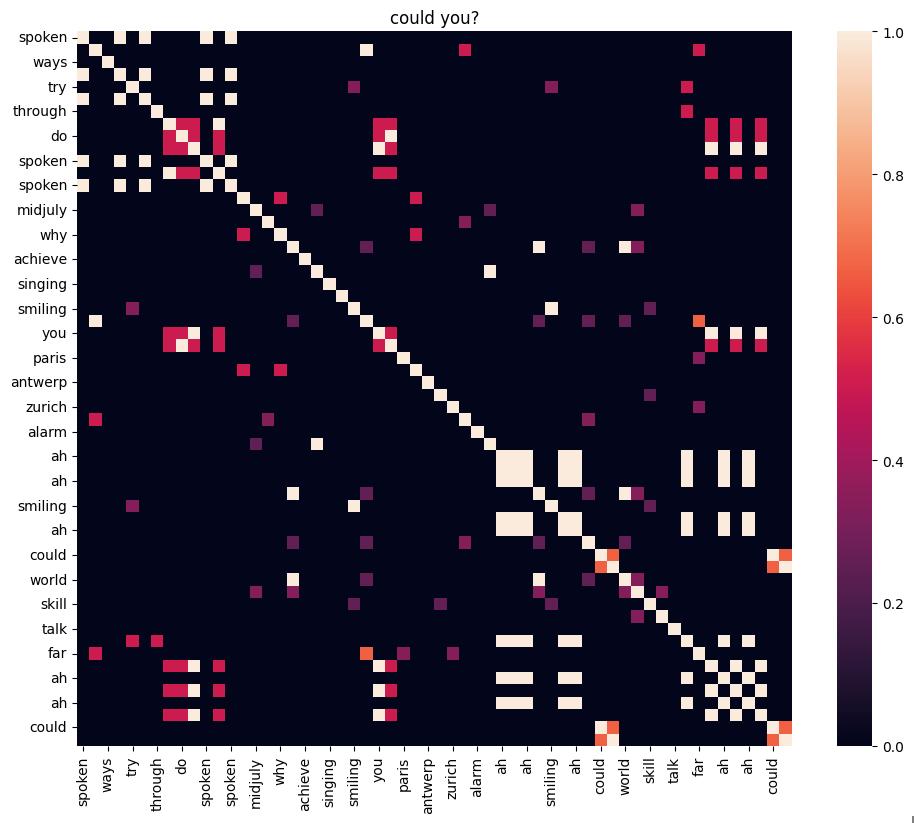 could you?
spoken
ways
try
through
do
spoken
spoken
midjuly
why
achieve
singing
smiling
you
paris
antwerp
zurich
alarm
ah
ah
smiling
ah
could
world
skill
talk
far
ah
ah
could
1.0
0.8
0.6
0.4
0.2
0.0
spoken ways try through do spoken spoken midjuly why achieve singing smiling you paris antwerp zurich alarm ah ah smiling ah could world skill talk far ah ah could